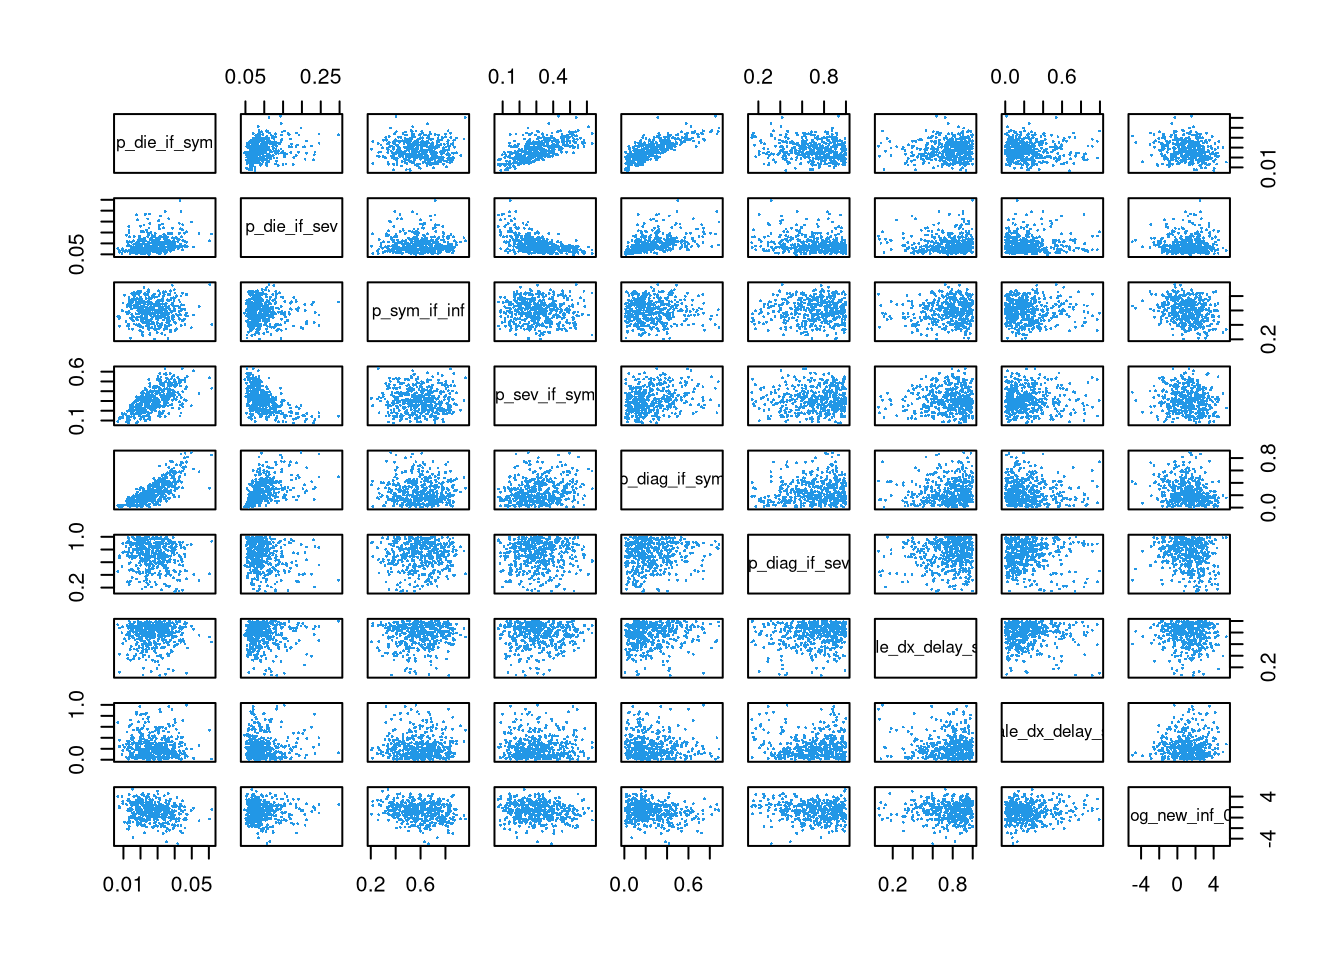 0.05 0.25 0.1 0.4 0.2 0.8 0.0 0.6
p_die_if_sym 0.01
0.05 p_die_if_sev
p_sym_if_inf 0.2
0.1 0.6 p_sev_if_sym
p_diag_if_sym 0.0 0.8
0.2 1.0 p_diag_if_sev
le_dx_delay_s 0.2
0.0 1.0 ale_dx_delay_
og_new_inf_0 -4 4
0.01 0.05 0.2 0.6 0.0 0.6 0.2 0.8 -4 0 4